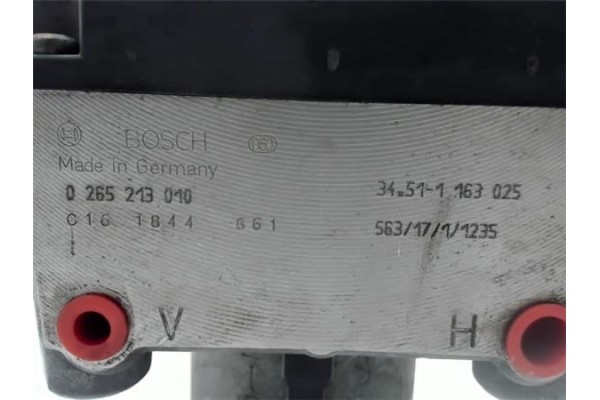 BOSCH
Made in Germany
0 265 213 010 34.51-1 163 025
C16 1844 861 563/17/1/1235
V H